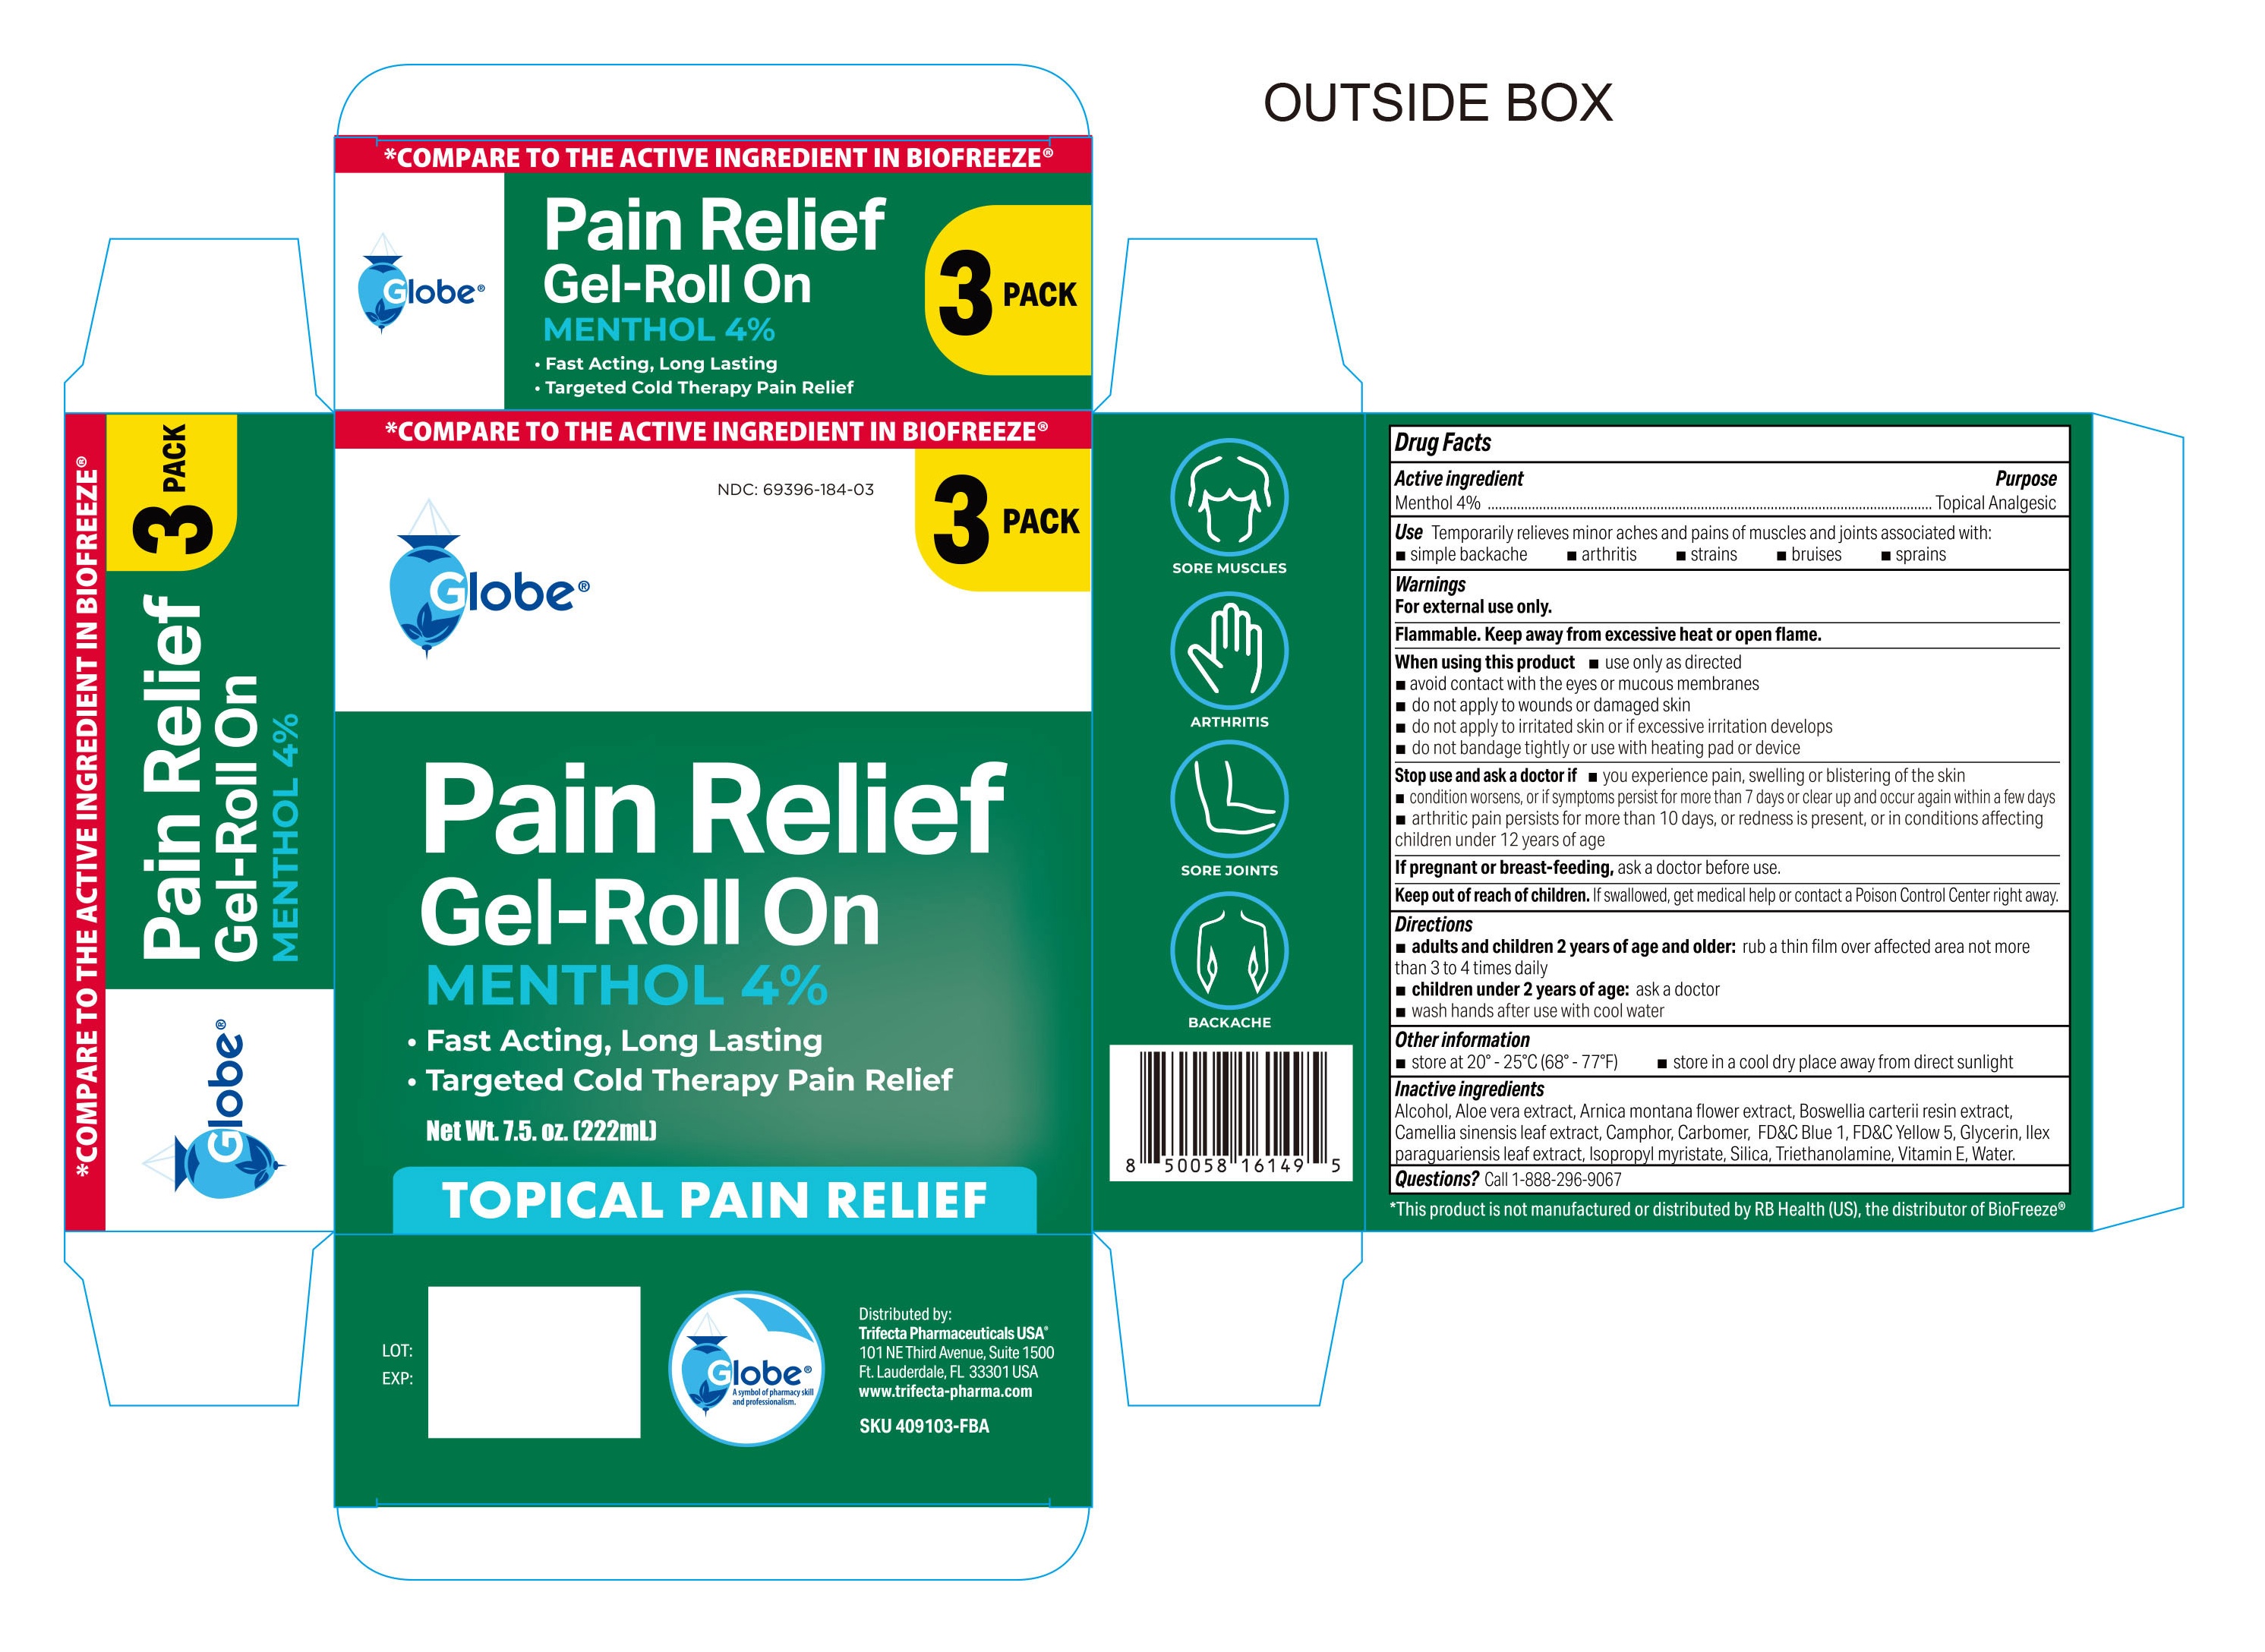 OUTSIDE BOX
*COMPARE TO THE ACTIVE INGREDIENT IN BIOFREEZE®
Globe®
Pain Relief
Gel-Roll On
MENTHOL 4%
• Fast Acting, Long Lasting
• Targeted Cold Therapy Pain Relief
3 PACK
*COMPARE TO THE ACTIVE INGREDIENT IN BIOFREEZE®
3 PACK
Pain Relief
Gel-Roll On
MENTHOL 4%
Globe®
*COMPARE TO THE ACTIVE INGREDIENT IN BIOFREEZE®
NDC: 69396-184-03
3 PACK
Globe®
Pain Relief
Gel-Roll On
MENTHOL 4%
• Fast Acting, Long Lasting
• Targeted Cold Therapy Pain Relief
Net Wt. 7.5. oz. (222mL)
TOPICAL PAIN RELIEF
LOT:
EXP:
Globe®
A symbol of pharmacy skill
and professionalism.
Distributed by:
Trifecta Pharmaceuticals USA®
101 NE Third Avenue, Suite 1500
Ft. Lauderdale, FL 33301 USA
www.trifecta-pharma.com
SKU 409103-FBA
SORE MUSCLES
ARTHRITIS
SORE JOINTS
BACKACHE
8 50058 16149 5
Drug Facts
Active ingredient Purpose
Menthol 4% ........ Topical Analgesic
Use Temporarily relieves minor aches and pains of muscles and joints associated with:
■ simple backache ■ arthritis ■ strains ■ bruises ■ sprains
Warnings
For external use only.
Flammable. Keep away from excessive heat or open flame.
When using this product ■ use only as directed
■ avoid contact with the eyes or mucous membranes
■ do not apply to wounds or damaged skin
■ do not apply to irritated skin or if excessive irritation develops
■ do not bandage tightly or use with heating pad or device
Stop use and ask a doctor if ■ you experience pain, swelling or blistering of the skin
■ condition worsens, or if symptoms persist for more than 7 days or clear up and occur again within a few days
■ arthritic pain persists for more than 10 days, or redness is present, or in conditions affecting
children under 12 years of age
If pregnant or breast-feeding, ask a doctor before use.
Keep out of reach of children. If swallowed, get medical help or contact a Poison Control Center right away.
Directions
■ adults and children 2 years of age and older: rub a thin film over affected area not more
than 3 to 4 times daily
■ children under 2 years of age: ask a doctor
■ wash hands after use with cool water
Other information
■ store at 20° - 25°C (68° - 77°F) ■ store in a cool dry place away from direct sunlight
Inactive ingredients
Alcohol, Aloe vera extract, Arnica montana flower extract, Boswellia carterii resin extract,
Camellia sinensis leaf extract, Camphor, Carbomer, FD&C Blue 1, FD&C Yellow 5, Glycerin, Ilex
paraguariensis leaf extract, Isopropyl myristate, Silica, Triethanolamine, Vitamin E, Water.
Questions? Call 1-888-296-9067
*This product is not manufactured or distributed by RB Health (US), the distributor of BioFreeze®